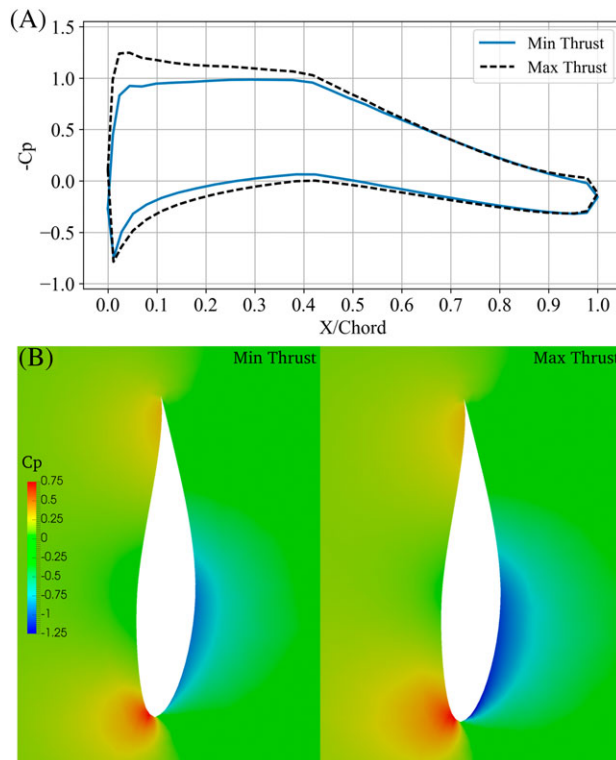 (A)
1.5
1.0
0.5
0.0
−0.5
−1.0
-Cp
Min Thrust
Max Thrust
0.0 0.1 0.2 0.3 0.4 0.5 0.6 0.7 0.8 0.9 1.0
X/Chord
(B)
Min Thrust
Max Thrust
Cp
0.75
0.5
0.25
0
-0.25
-0.5
-0.75
-1
-1.25